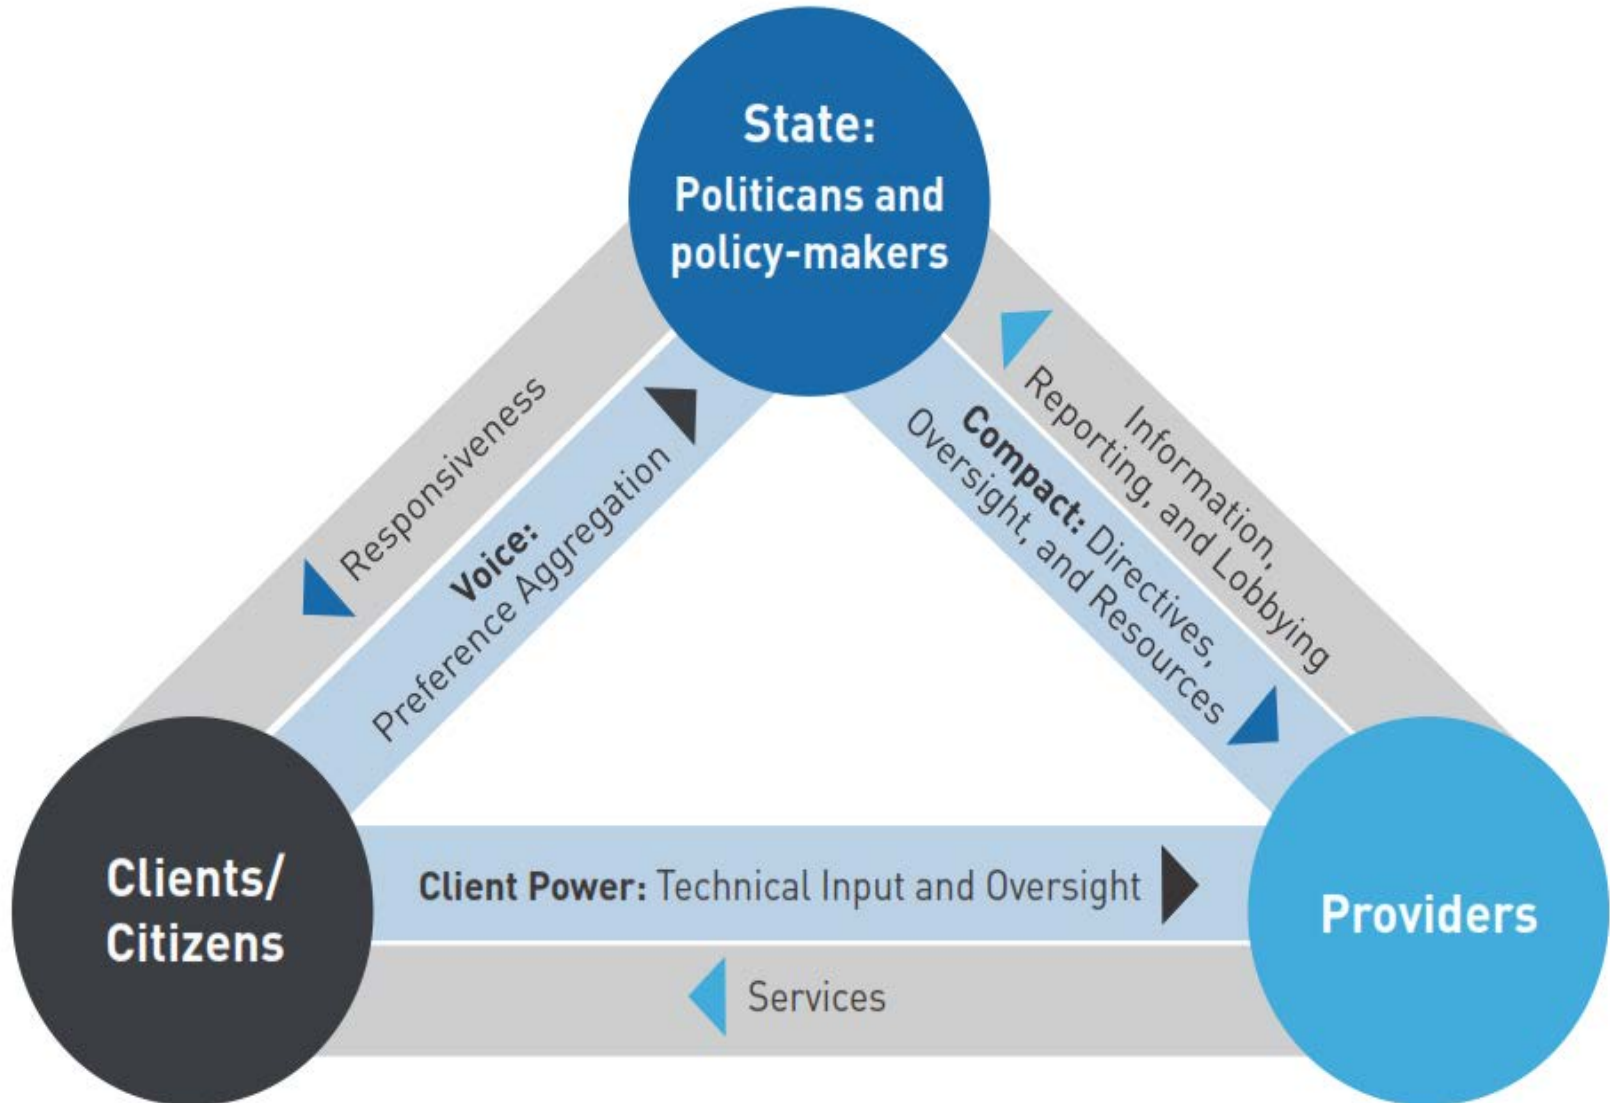 State:
Politicans and
policy-makers
Responsiveness
Voice:
Preference Aggregation
Information,
Reporting, and Lobbying
Compact: Directives,
Oversight, and Resources
Clients/
Citizens
Client Power: Technical Input and Oversight
Providers
Services